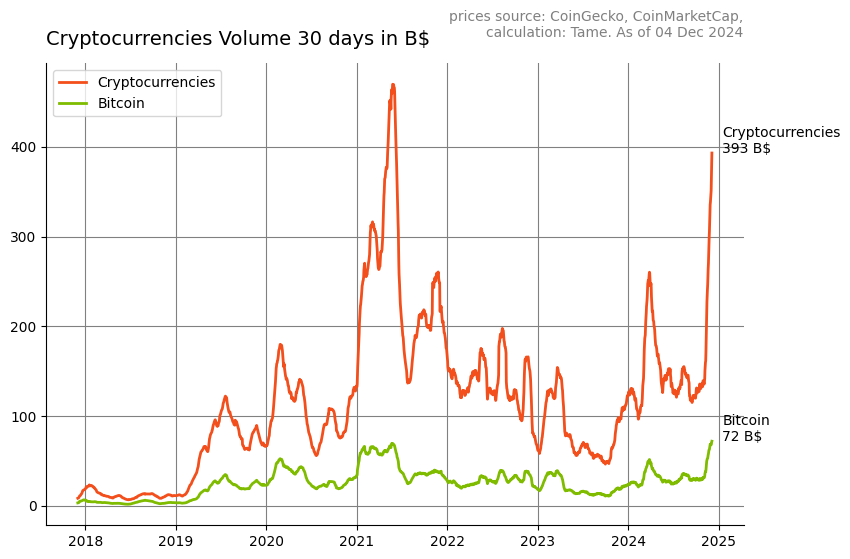 prices source: CoinGecko, CoinMarketCap,
calculation: Tame. As of 04 Dec 2024
Cryptocurrencies Volume 30 days in B$
Cryptocurrencies
Bitcoin
400
300
200
100
0
Cryptocurrencies
393 B$
Bitcoin
72 B$
2018
2019
2020
2021
2022
2023
2024
2025